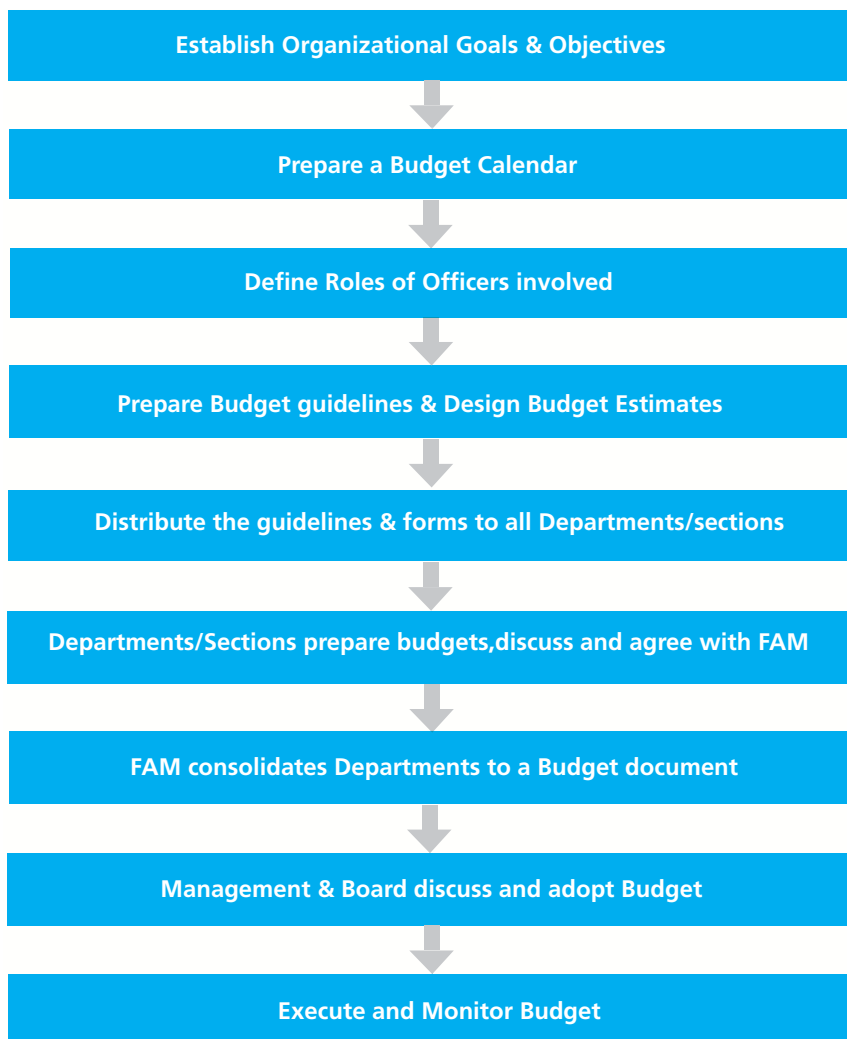 Establish Organizational Goals & Objectives
Prepare a Budget Calendar
Define Roles of Officers involved
Prepare Budget guidelines & Design Budget Estimates
Distribute the guidelines & forms to all Departments/sections
Departments/Sections prepare budgets,discuss and agree with FAM
FAM consolidates Departments to a Budget document
Management & Board discuss and adopt Budget
Execute and Monitor Budget